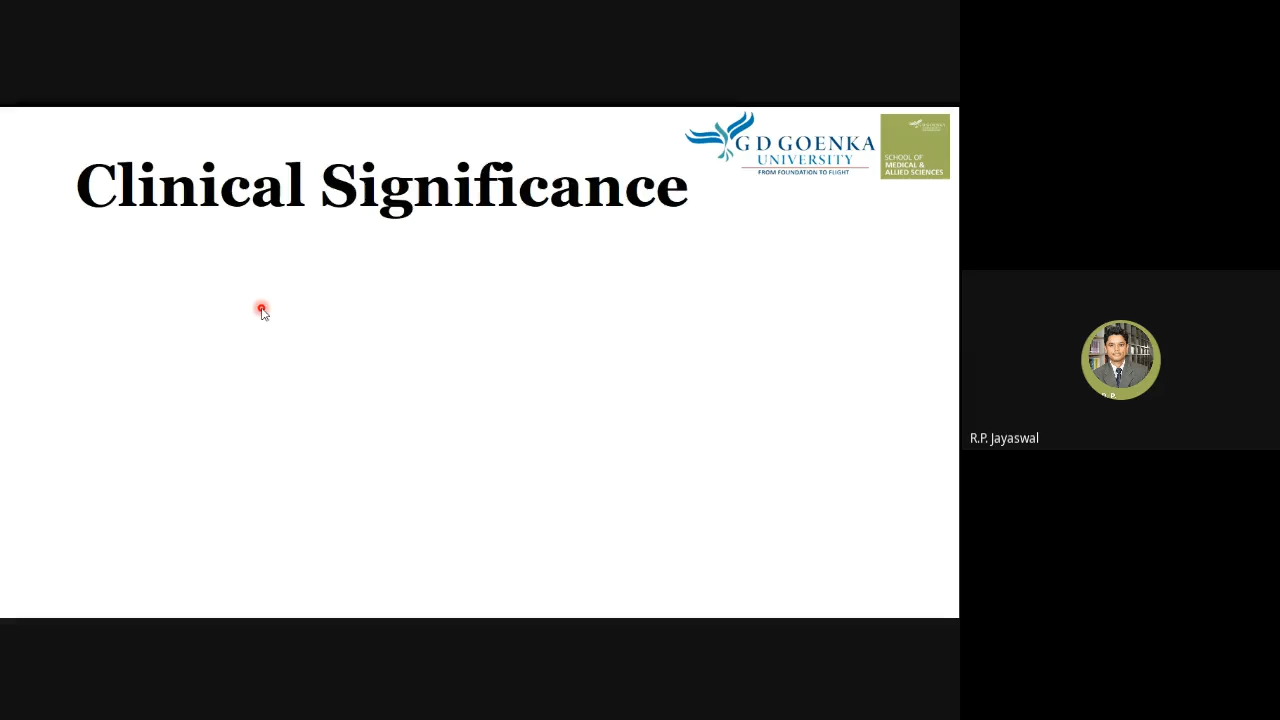 Clinical Significance
G D GOENKA
UNIVERSITY
FROM FOUNDATION TO FLIGHT
SCHOOL OF
MEDICAL &
ALLIED SCIENCES
R.P. Jayaswal